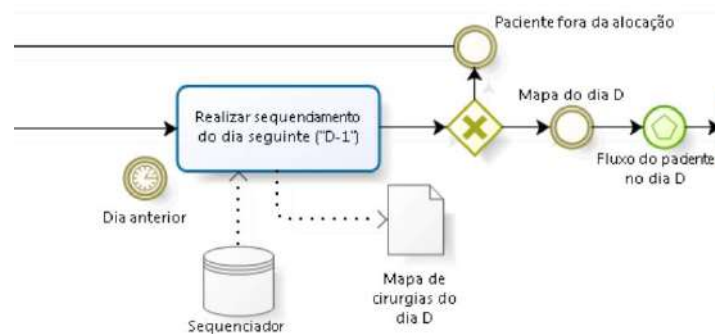 Paciente fora da alocação
Realizar sequendamento
do dia seguinte ("D-1")
Mapa do dia D
Fluxo do paciente
no dia D
Dia anterior
Mapa de
cirurgias do
dia D
Sequenciador